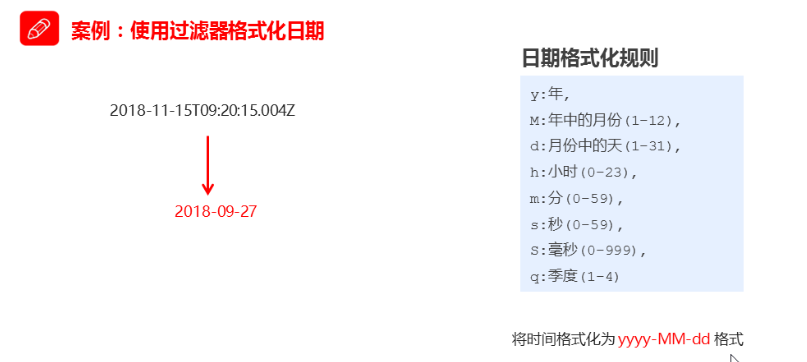 案例：使用过滤器格式化日期
2018-11-15T09:20:15.004Z
2018-09-27
日期格式化规则
y:年,
M:年中的月份(1-12),
d:月份中的天(1-31),
h:小时(0-23),
m:分(0-59),
s:秒(0-59),
S:毫秒(0-999),
q:季度(1-4)
将时间格式化为 yyyy-MM-dd 格式